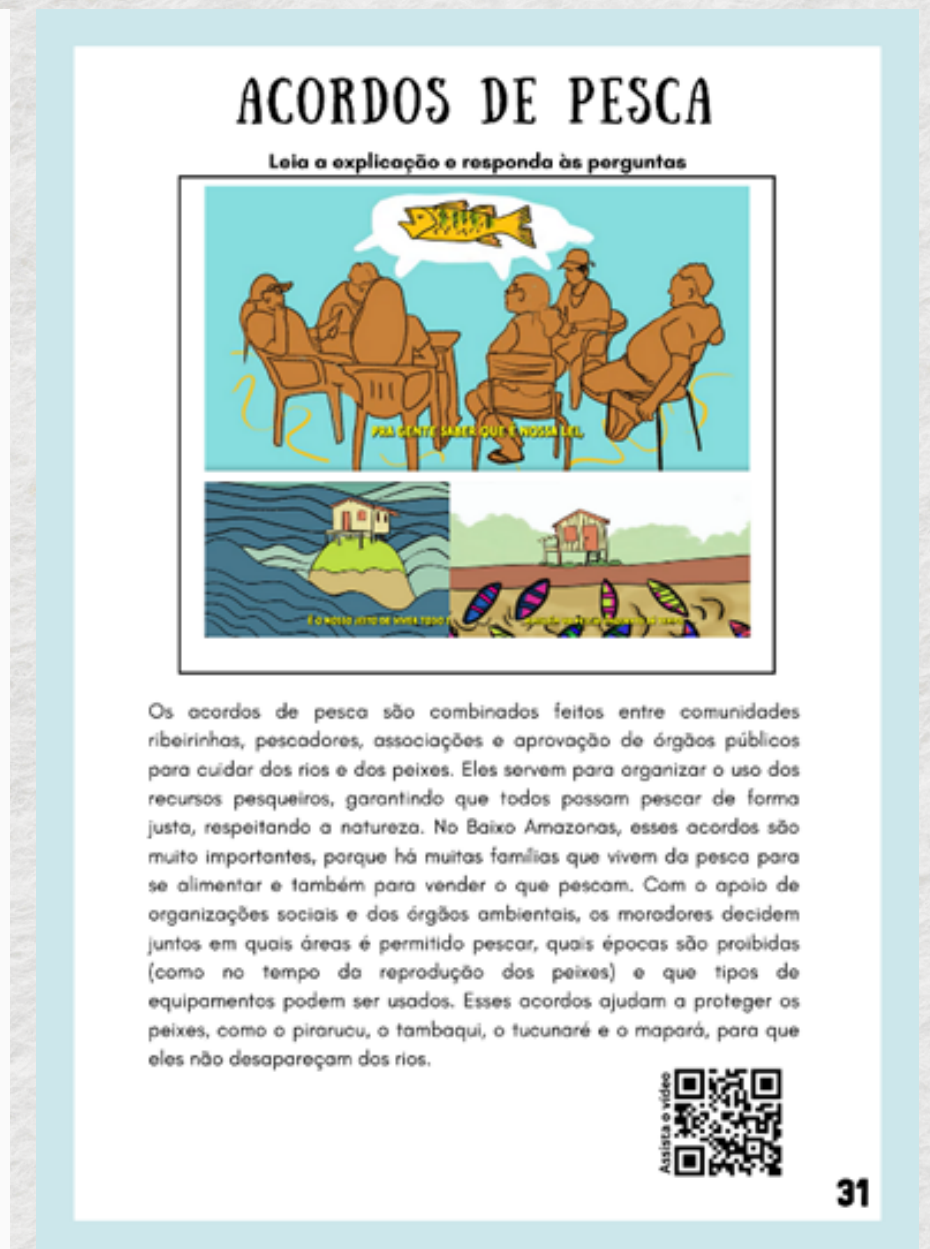 ACORDOS DE PESCA
Leia a explicação e responda às perguntas
PRA GENTE SABER QUE É NOSSA LEI,
É O NOSSO JEITO DE VIVER TODO
Os acordos de pesca são combinados feitos entre comunidades
ribeirinhas, pescadores, associações e aprovação de órgãos públicos
para cuidar dos rios e dos peixes. Eles servem para organizar o uso dos
recursos pesqueiros, garantindo que todos possam pescar de forma
justa, respeitando a natureza. No Baixo Amazonas, esses acordos são
muito importantes, porque há muitas famílias que vivem da pesca para
se alimentar e também para vender o que pescam. Com o apoio de
organizações sociais e dos órgãos ambientais, os moradores decidem
juntos em quais áreas é permitido pescar, quais épocas são proibidas
(como no tempo da reprodução dos peixes) e que tipos de
equipamentos podem ser usados. Esses acordos ajudam a proteger os
peixes, como o pirarucu, o tambaqui, o tucunaré e o mapará, para que
eles não desapareçam dos rios.
Assista o vídeo
31